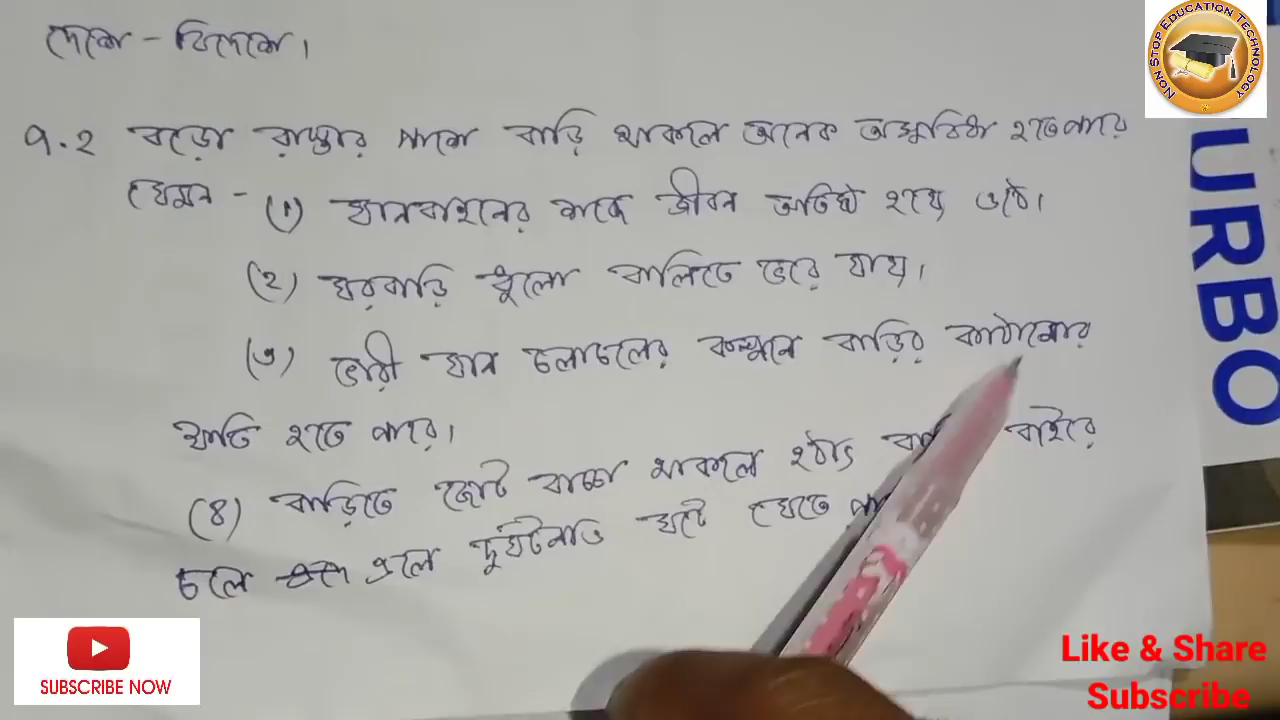 দেশে - বিদেশে।
৭.২ বড়ো রাস্তার পাশে বাড়ি থাকলে অনেক অসুবিধা হতে পারে
যেমন - (১) যানবাহনের শব্দে জীবন অতিষ্ঠ হয়ে ওঠে।
(২) ঘরবাড়ি ধুলো বালিতে ভরে যায়।
(৩) ভারী যান চলাচলের কম্পনে বাড়ির কাঠামোর
ক্ষতি হতে পারে।
(৪) বাড়িতে ছোট বাচ্চা থাকলে হঠাৎ বাইরে
চলে এলে দুর্ঘটনাও ঘটে যেতে
NON STOP EDUCATION TECHNOLOGY
URBO
SUBSCRIBE NOW
Like & Share
Subscribe